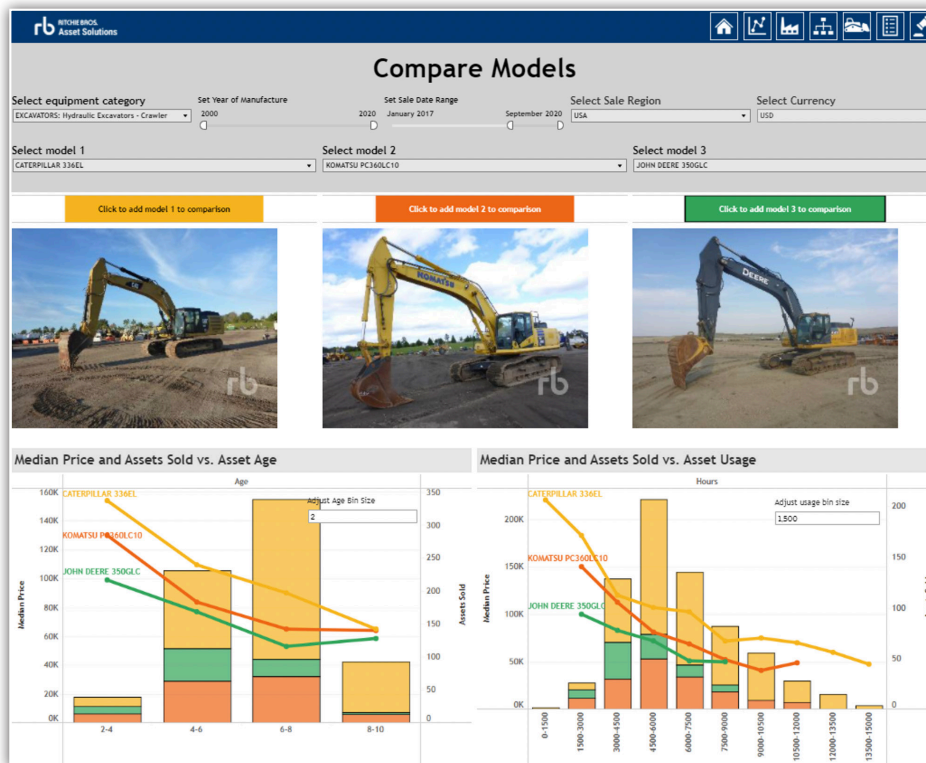 rb RITCHIE BROS.
Asset Solutions
Compare Models
Select equipment category
EXCAVATORS: Hydraulic Excavators - Crawler
Set Year of Manufacture
2000 2020
Set Sale Date Range
January 2017 September 2020
Select Sale Region
USA
Select Currency
USD
Select model 1
CATERPILLAR 336EL
Select model 2
KOMATSU PC360LC10
Select model 3
JOHN DEERE 350GLC
Click to add model 1 to comparison
Click to add model 2 to comparison
Click to add model 3 to comparison
KOMATSU
DEERE
rb
rb
rb
Median Price and Assets Sold vs. Asset Age
Age
Adjust Age Bin Size
2
Median Price
160K
140K
120K
100K
80K
60K
40K
20K
0K
CATERPILLAR 336EL
KOMATSU PC360LC10
JOHN DEERE 350GLC
350
300
250
200
150
100
50
0
Assets Sold
2-4 4-6 6-8 8-10
Median Price and Assets Sold vs. Asset Usage
Hours
Adjust usage bin size
1,500
Median Price
200K
150K
100K
50K
0K
CATERPILLAR 336EL
KOMATSU PC360LC10
JOHN DEERE 350GLC
200
150
100
50
0
0-1500 1500-3000 3000-4500 4500-6000 6000-7500 7500-9000 9000-10500 10500-12000 12000-13500 13500-15000